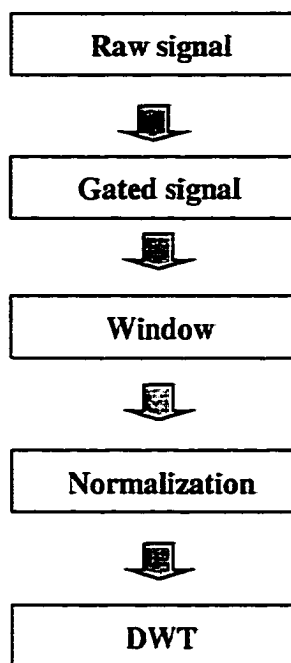 Raw signal
Gated signal
Window
Normalization
DWT